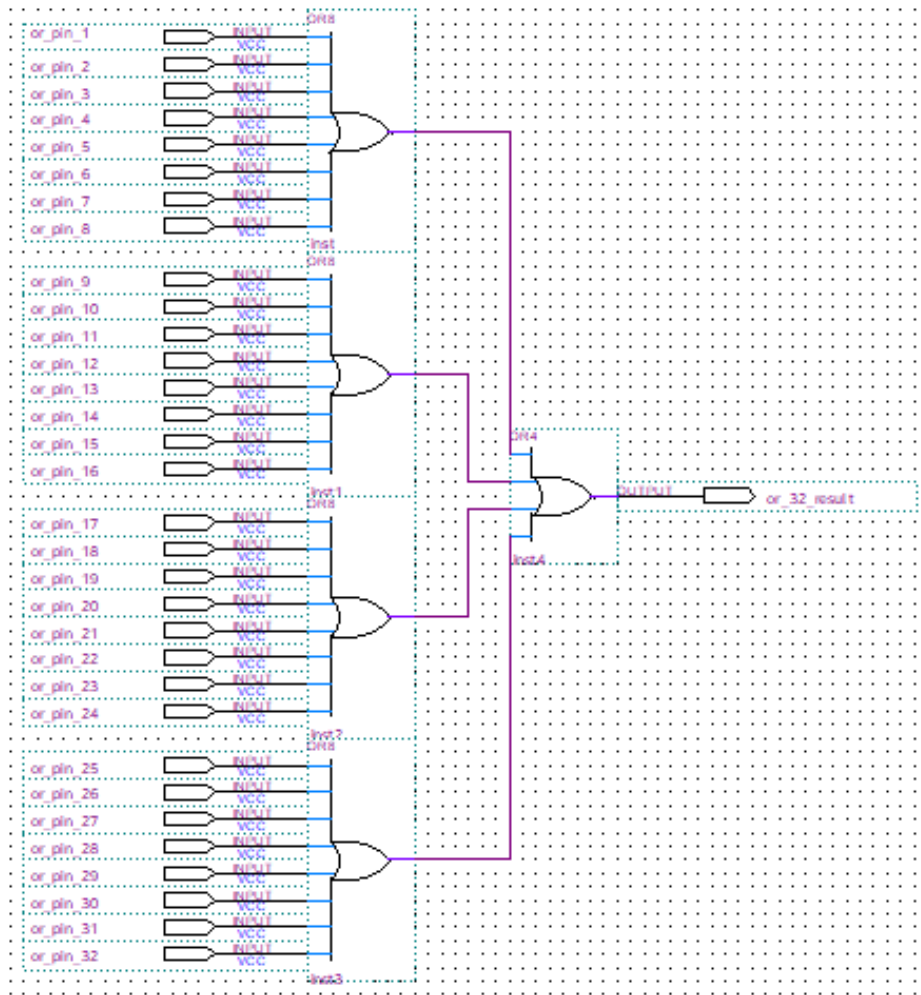 OR8
or_pin_1 INPUT VCC
or_pin_2 INPUT VCC
or_pin_3 INPUT VCC
or_pin_4 INPUT VCC
or_pin_5 INPUT VCC
or_pin_6 INPUT VCC
or_pin_7 INPUT VCC
or_pin_8 INPUT VCC
inst
OR8
or_pin_9 INPUT VCC
or_pin_10 INPUT VCC
or_pin_11 INPUT VCC
or_pin_12 INPUT VCC
or_pin_13 INPUT VCC
or_pin_14 INPUT VCC
or_pin_15 INPUT VCC
or_pin_16 INPUT VCC
inst1
OR8
or_pin_17 INPUT VCC
or_pin_18 INPUT VCC
or_pin_19 INPUT VCC
or_pin_20 INPUT VCC
or_pin_21 INPUT VCC
or_pin_22 INPUT VCC
or_pin_23 INPUT VCC
or_pin_24 INPUT VCC
inst2
OR8
or_pin_25 INPUT VCC
or_pin_26 INPUT VCC
or_pin_27 INPUT VCC
or_pin_28 INPUT VCC
or_pin_29 INPUT VCC
or_pin_30 INPUT VCC
or_pin_31 INPUT VCC
or_pin_32 INPUT VCC
inst3
OR4
OUTPUT or_32_result
inst4